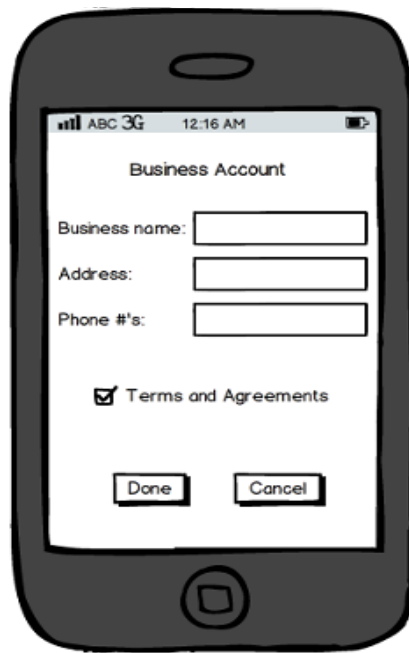 ABC 3G 12:16 AM
Business Account
Business name:
Address:
Phone #'s:
Terms and Agreements
Done Cancel